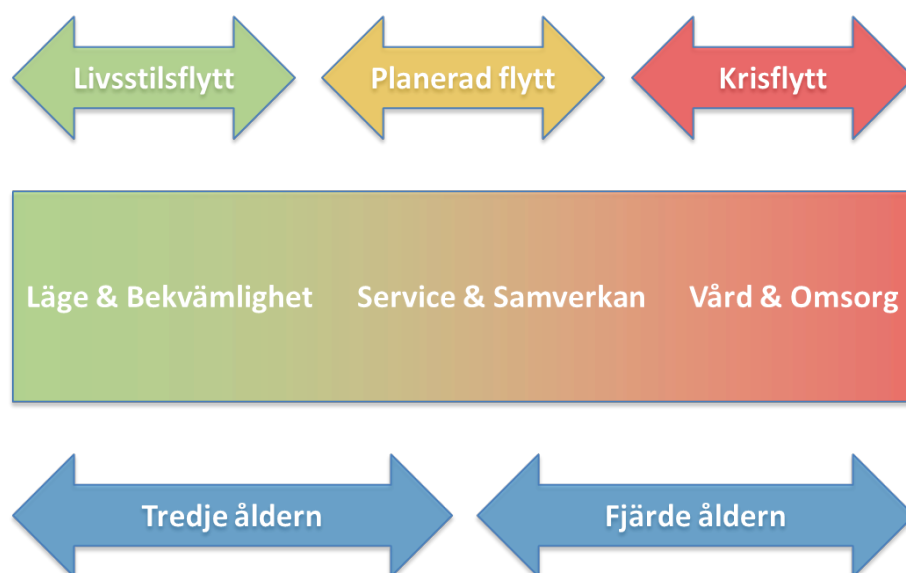 Livsstilsflytt
Planerad flytt
Krisflytt
Läge & Bekvämlighet
Service & Samverkan
Vård & Omsorg
Tredje åldern
Fjärde åldern